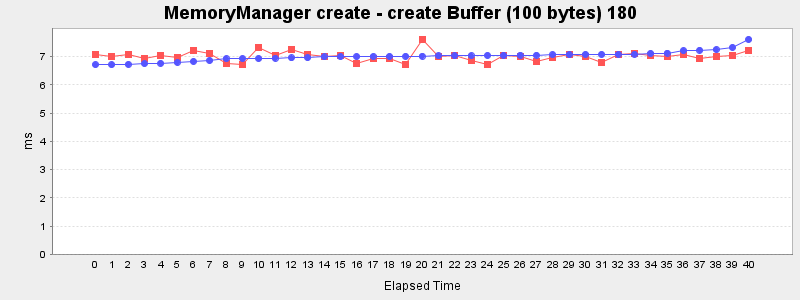 MemoryManager create - create Buffer (100 bytes) 180
7
6
5
4
3
2
1
0
ms
0 1 2 3 4 5 6 7 8 9 10 11 12 13 14 15 16 17 18 19 20 21 22 23 24 25 26 27 28 29 30 31 32 33 34 35 36 37 38 39 40
Elapsed Time